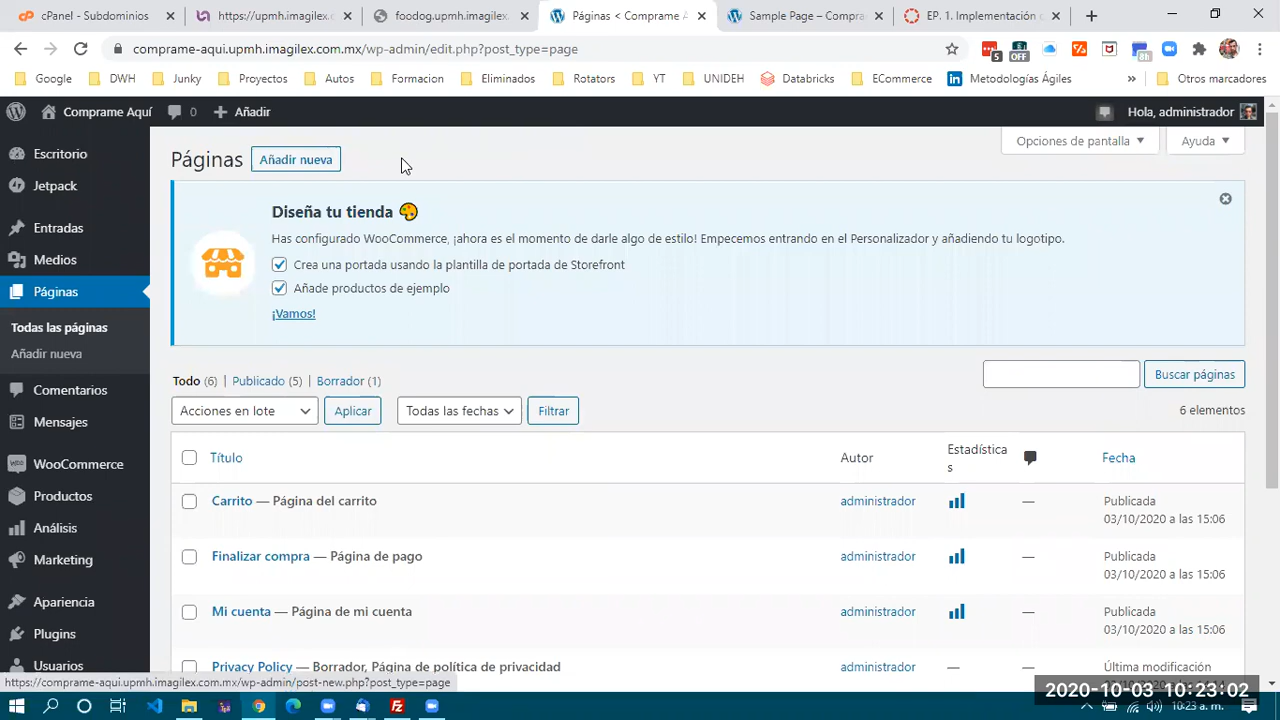 cPanel - Subdominios
https://upmh.imagilex.com
foodog.upmh.imagilex.
Páginas < Comprame A
Sample Page – Compra
EP. 1. Implementación
comprame-aqui.upmh.imagilex.com.mx/wp-admin/edit.php?post_type=page
5
OFF
8h
Google
DWH
Junky
Proyectos
Autos
Formacion
Eliminados
Rotators
YT
UNIDEH
Databricks
ECommerce
Metodologías Ágiles
»
Otros marcadores
Comprame Aquí
0
Añadir
Hola, administrador
Escritorio
Jetpack
Entradas
Medios
Páginas
Todas las páginas
Añadir nueva
Comentarios
Mensajes
WooCommerce
Productos
Análisis
Marketing
Apariencia
Plugins
Usuarios
Páginas
Añadir nueva
Opciones de pantalla
Ayuda
Diseña tu tienda
Has configurado WooCommerce, ¡ahora es el momento de darle algo de estilo! Empecemos entrando en el Personalizador y añadiendo tu logotipo.
Crea una portada usando la plantilla de portada de Storefront
Añade productos de ejemplo
¡Vamos!
Todo (6) | Publicado (5) | Borrador (1)
Buscar páginas
Acciones en lote
Aplicar
Todas las fechas
Filtrar
6 elementos
Título
Autor
Estadística
s
Fecha
Carrito — Página del carrito
administrador
—
Publicada
03/10/2020 a las 15:06
Finalizar compra — Página de pago
administrador
—
Publicada
03/10/2020 a las 15:06
Mi cuenta — Página de mi cuenta
administrador
—
Publicada
03/10/2020 a las 15:06
Privacy Policy — Borrador, Página de política de privacidad
administrador
—
—
Última modificación
https://comprame-aqui.upmh.imagilex.com.mx/wp-admin/post-new.php?post_type=page
2020-10-03 10:23:02
10:23 a. m.